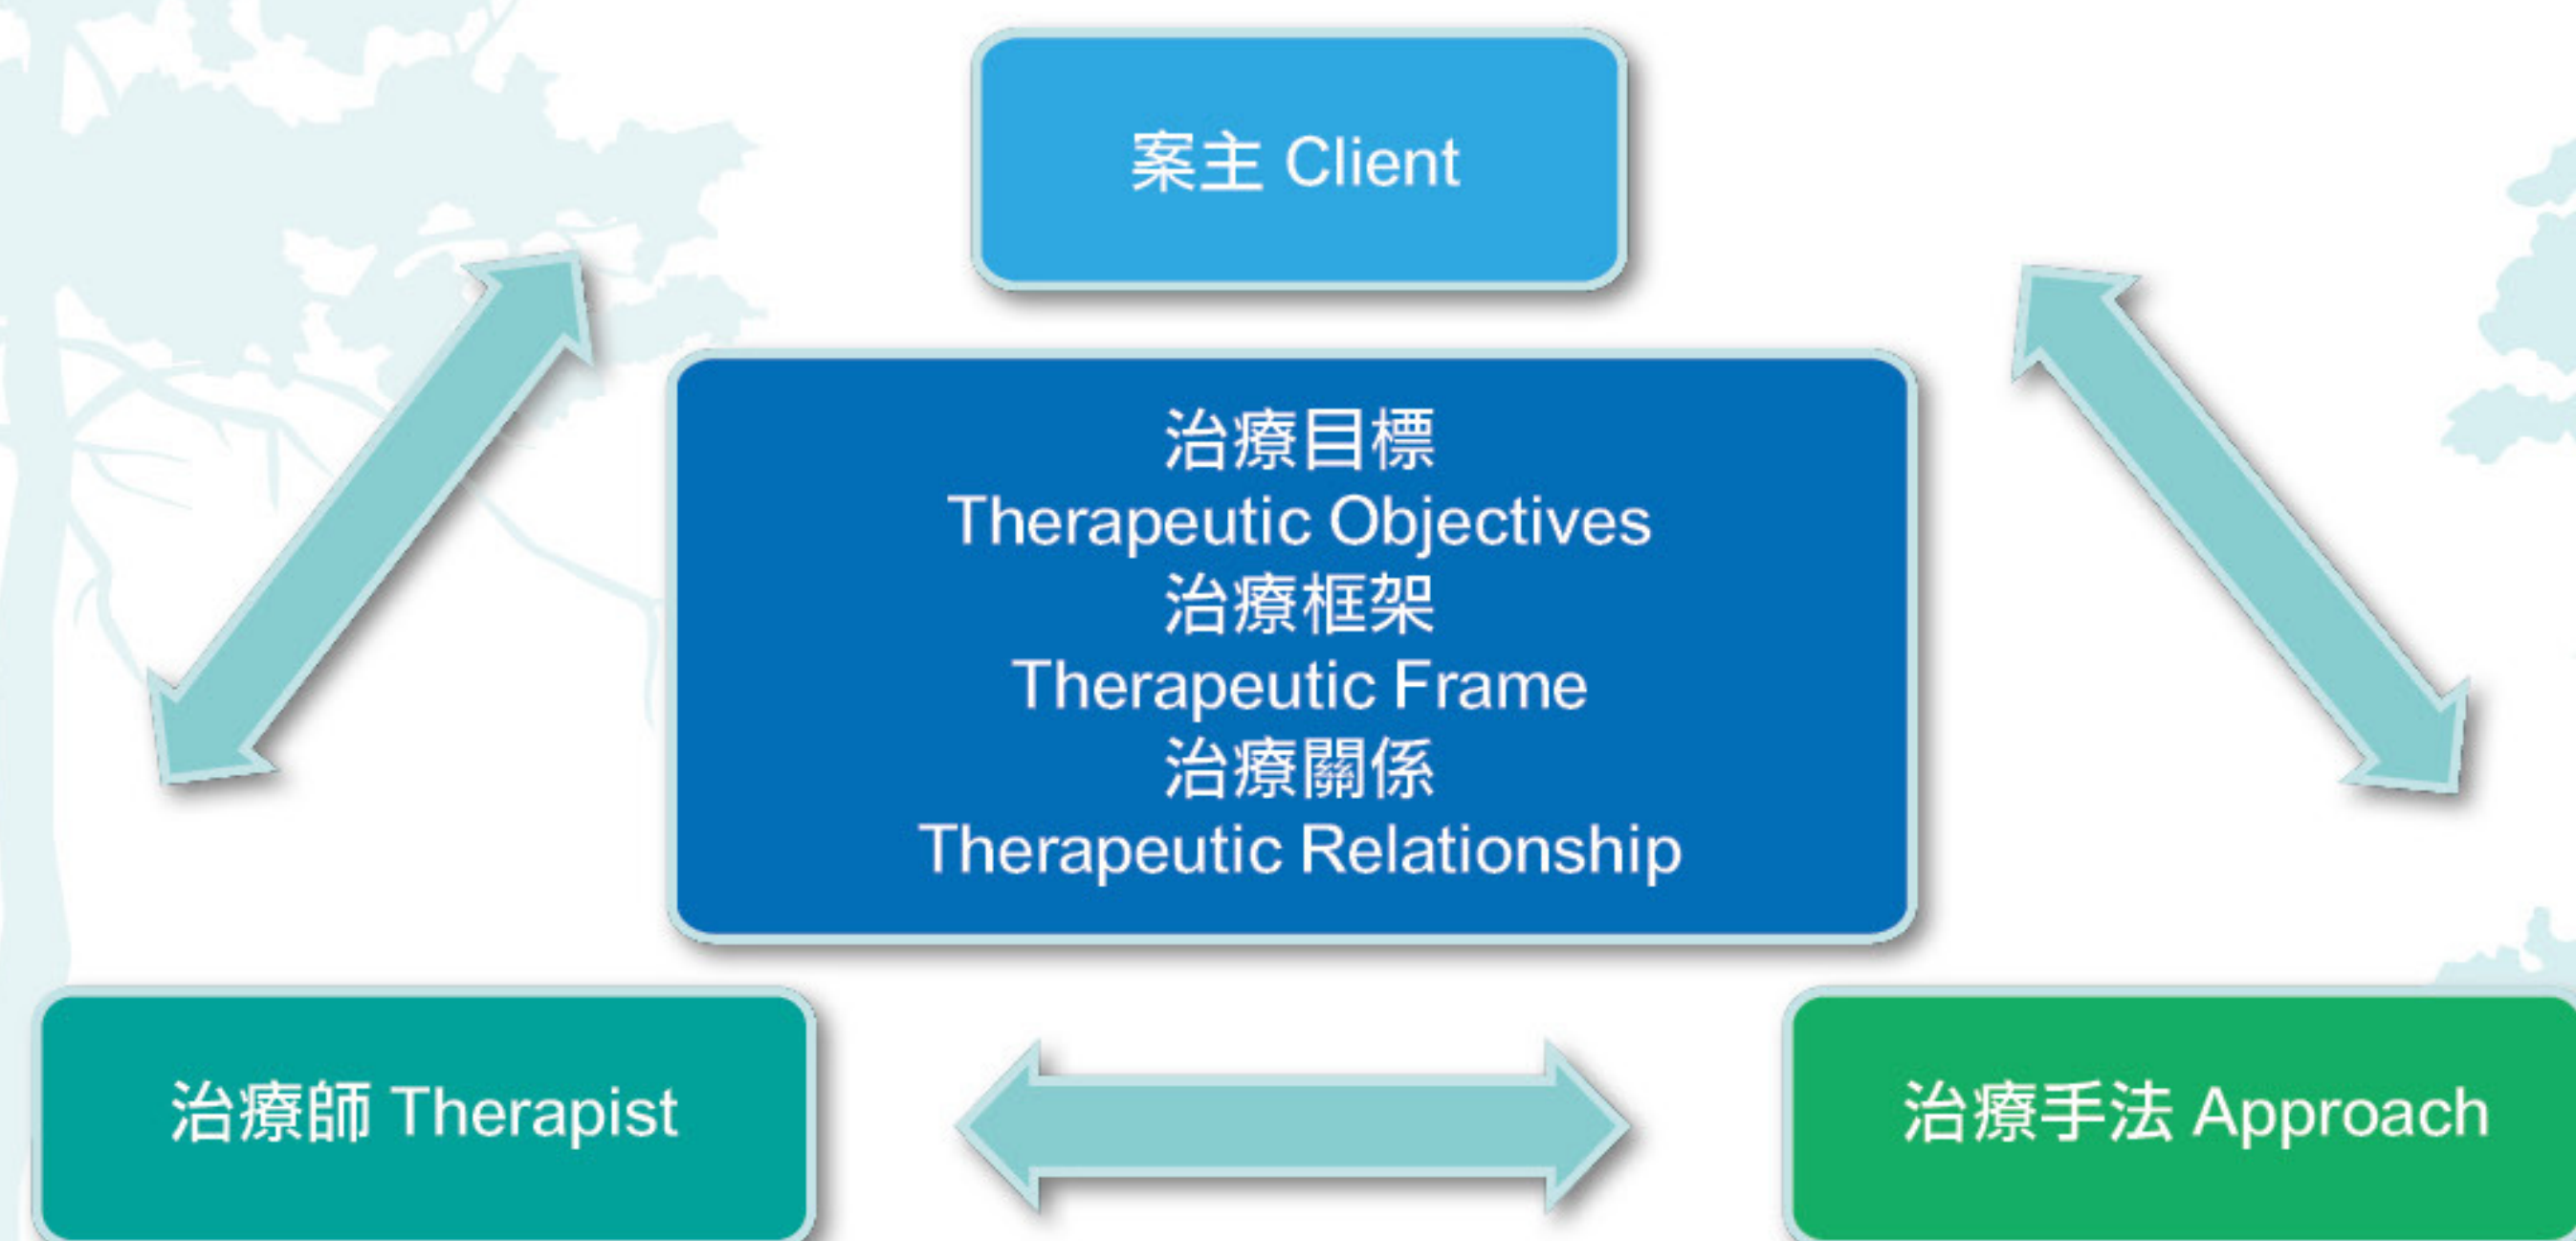 案主 Client
治療目標
Therapeutic Objectives
治療框架
Therapeutic Frame
治療關係
Therapeutic Relationship
治療師 Therapist
治療手法 Approach